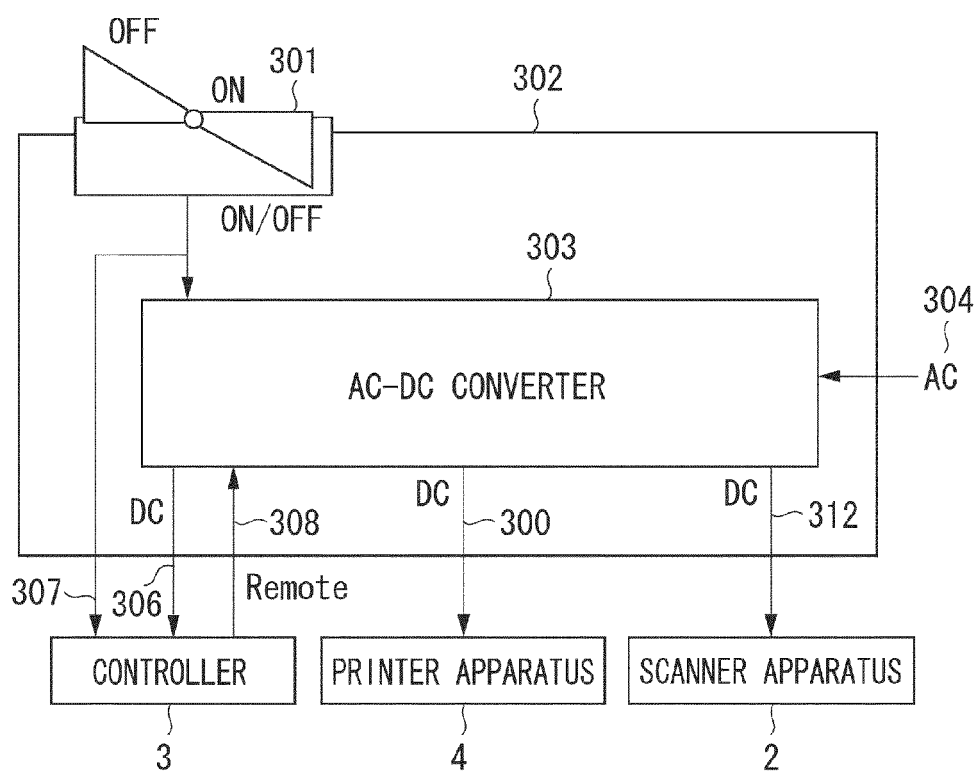 OFF
ON
301
302
ON/OFF
303
304
AC-DC CONVERTER
AC
DC
308
DC
300
DC
312
307
306
Remote
CONTROLLER
PRINTER APPARATUS
SCANNER APPARATUS
3
4
2